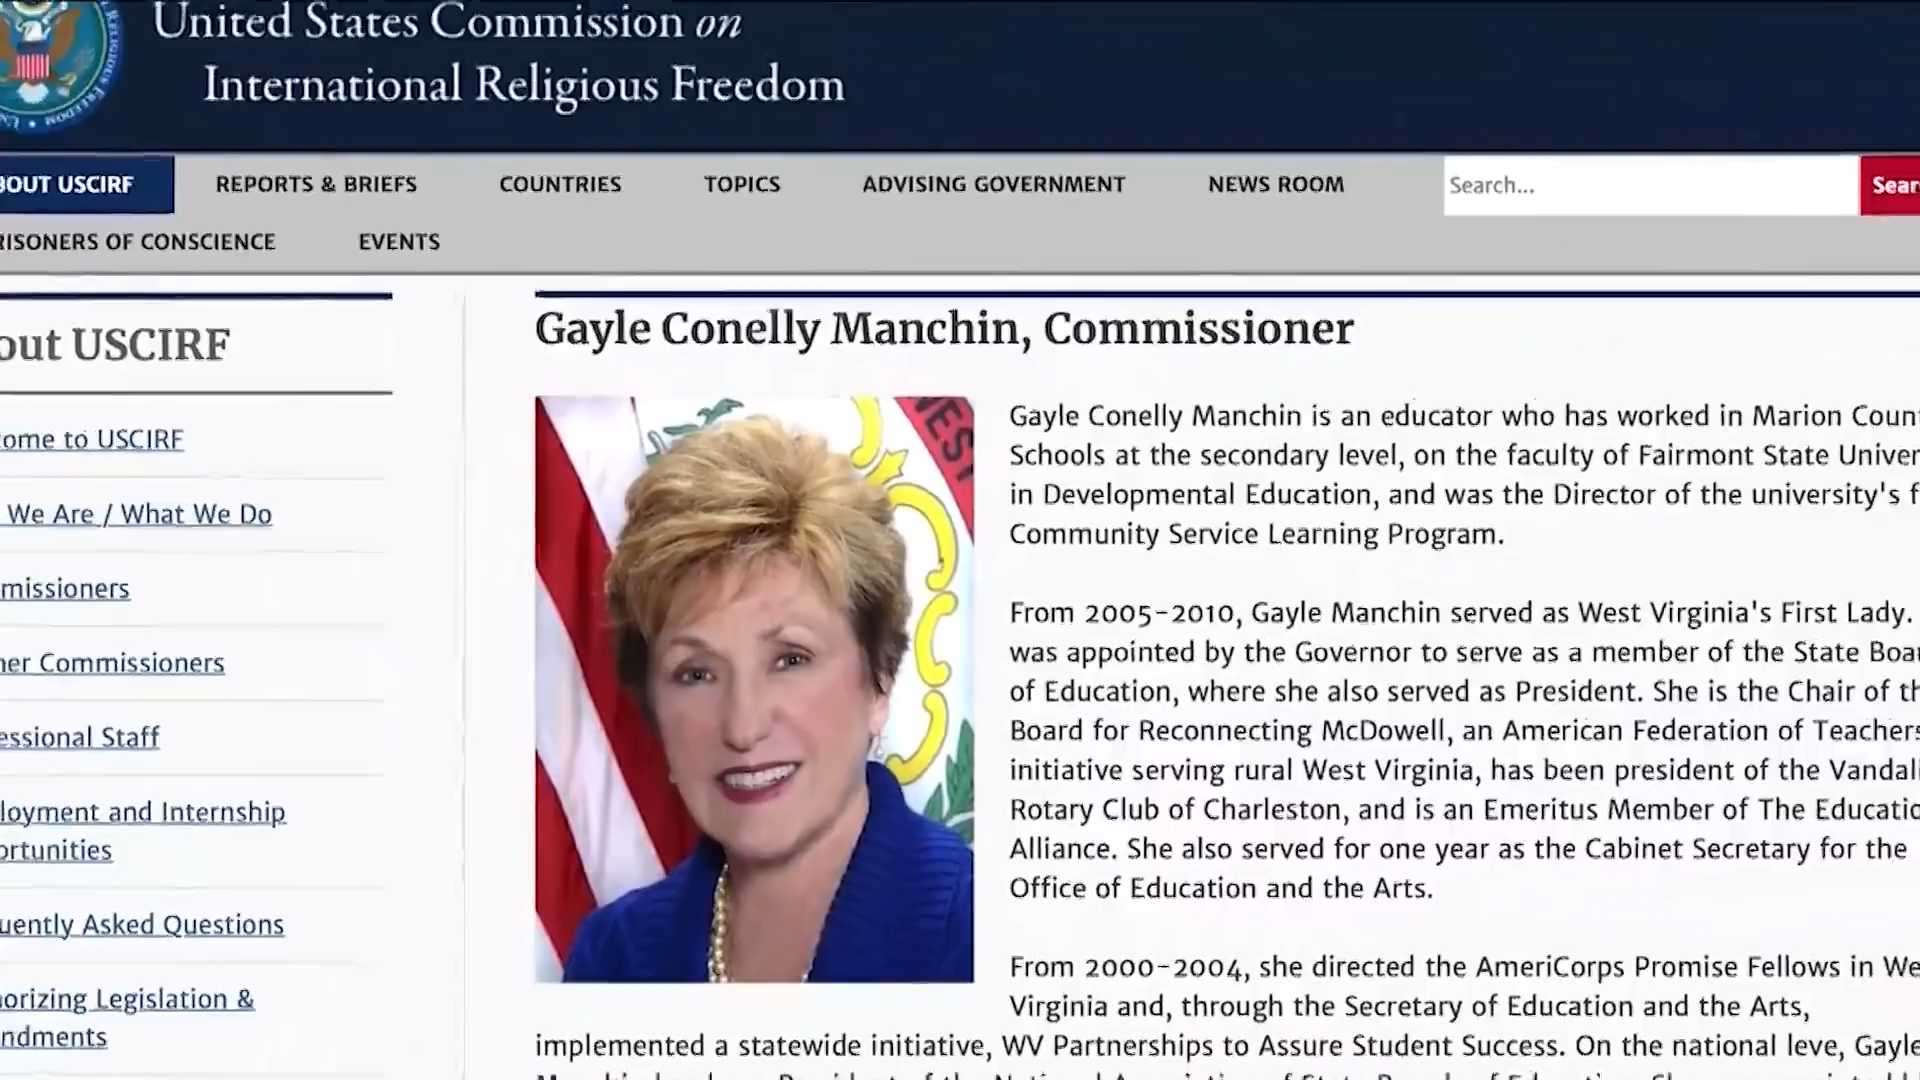 United States Commission on
International Religious Freedom
BOUT USCIRF
REPORTS & BRIEFS
COUNTRIES
TOPICS
ADVISING GOVERNMENT
NEWS ROOM
Search...
Sear
RISONERS OF CONSCIENCE
EVENTS
out USCIRF
come to USCIRF
We Are / What We Do
missioners
ner Commissioners
essional Staff
loyment and Internship
ortunities
uently Asked Questions
horizing Legislation &
ndments
Gayle Conelly Manchin, Commissioner
WEST
Gayle Conelly Manchin is an educator who has worked in Marion Coun
Schools at the secondary level, on the faculty of Fairmont State Univer
in Developmental Education, and was the Director of the university's f
Community Service Learning Program.
From 2005-2010, Gayle Manchin served as West Virginia's First Lady.
was appointed by the Governor to serve as a member of the State Boa
of Education, where she also served as President. She is the Chair of th
Board for Reconnecting McDowell, an American Federation of Teachers
initiative serving rural West Virginia, has been president of the Vandali
Rotary Club of Charleston, and is an Emeritus Member of The Educatio
Alliance. She also served for one year as the Cabinet Secretary for the
Office of Education and the Arts.
From 2000-2004, she directed the AmeriCorps Promise Fellows in We
Virginia and, through the Secretary of Education and the Arts,
implemented a statewide initiative, WV Partnerships to Assure Student Success. On the national leve, Gayle